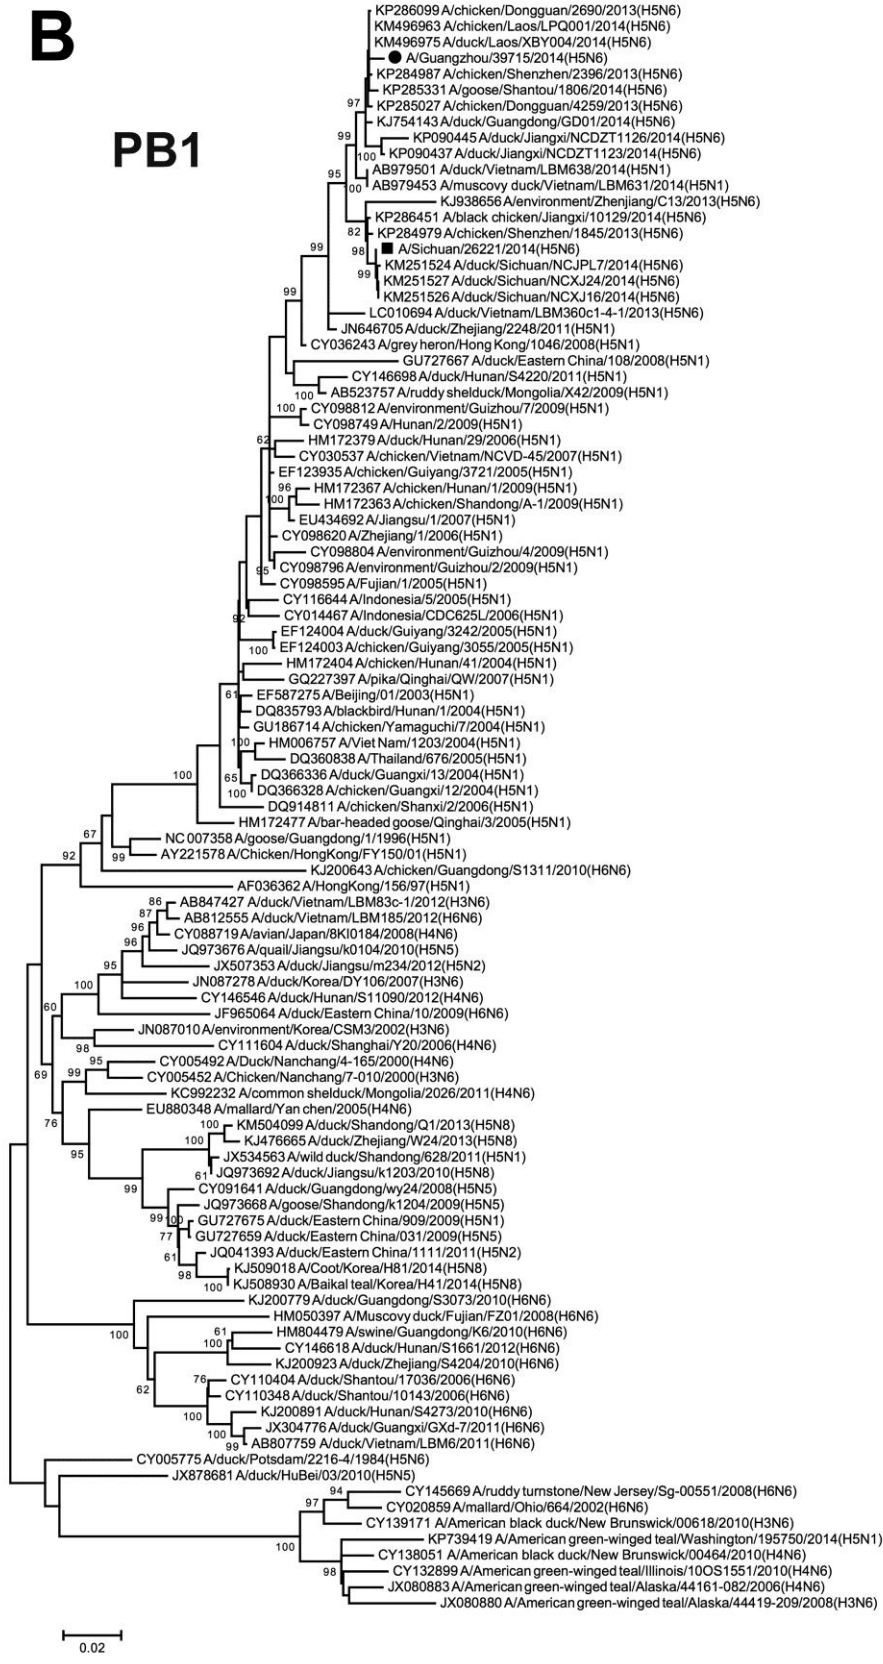 B
PB1
KP286099 A/chicken/Dongguan/2690/2013(H5N6)
KM496963 A/chicken/Laos/LPQ001/2014(H5N6)
KM496975 A/duck/Laos/XBY004/2014(H5N6)
A/Guangzhou/39715/2014(H5N6)
KP284987 A/chicken/Shenzhen/2396/2013(H5N6)
KP285331 A/goose/Shantou/1806/2014(H5N6)
97
KP285027 A/chicken/Dongguan/4259/2013(H5N6)
KJ754143 A/duck/Guangdong/GD01/2014(H5N6)
99
KP090445 A/duck/Jiangxi/NCDZT1126/2014(H5N6)
100
KP090437 A/duck/Jiangxi/NCDZT1123/2014(H5N6)
AB979501 A/duck/Vietnam/LBM638/2014(H5N1)
95
100
AB979453 A/muscovy duck/Vietnam/LBM631/2014(H5N1)
KJ938656 A/environment/Zhenjiang/C13/2013(H5N6)
KP286451 A/black chicken/Jiangxi/10129/2014(H5N6)
82
KP284979 A/chicken/Shenzhen/1845/2013(H5N6)
99
98
A/Sichuan/26221/2014(H5N6)
KM251524 A/duck/Sichuan/NCJPL7/2014(H5N6)
99
KM251527 A/duck/Sichuan/NCXJ24/2014(H5N6)
KM251526 A/duck/Sichuan/NCXJ16/2014(H5N6)
99
LC010694 A/duck/Vietnam/LBM360c1-4-1/2013(H5N6)
JN646705 A/duck/Zhejiang/2248/2011(H5N1)
CY036243 A/grey heron/Hong Kong/1046/2008(H5N1)
GU727667 A/duck/Eastern China/108/2008(H5N1)
CY146698 A/duck/Hunan/S4220/2011(H5N1)
100
AB523757 A/ruddy shelduck/Mongolia/X42/2009(H5N1)
100
CY098812 A/environment/Guizhou/7/2009(H5N1)
CY098749 A/Hunan/2/2009(H5N1)
62
HM172379 A/duck/Hunan/29/2006(H5N1)
CY030537 A/chicken/Vietnam/NCVD-45/2007(H5N1)
EF123935 A/chicken/Guiyang/3721/2005(H5N1)
96
HM172367 A/chicken/Hunan/1/2009(H5N1)
100
HM172363 A/chicken/Shandong/A-1/2009(H5N1)
EU434692 A/Jiangsu/1/2007(H5N1)
CY098620 A/Zhejiang/1/2006(H5N1)
CY098804 A/environment/Guizhou/4/2009(H5N1)
95
CY098796 A/environment/Guizhou/2/2009(H5N1)
CY098595 A/Fujian/1/2005(H5N1)
CY116644 A/Indonesia/5/2005(H5N1)
92
CY014467 A/Indonesia/CDC625L/2006(H5N1)
EF124004 A/duck/Guiyang/3242/2005(H5N1)
100
EF124003 A/chicken/Guiyang/3055/2005(H5N1)
HM172404 A/chicken/Hunan/41/2004(H5N1)
GQ227397 A/pika/Qinghai/QW/2007(H5N1)
61
EF587275 A/Beijing/01/2003(H5N1)
DQ835793 A/blackbird/Hunan/1/2004(H5N1)
GU186714 A/chicken/Yamaguchi/7/2004(H5N1)
100
HM006757 A/Viet Nam/1203/2004(H5N1)
DQ360838 A/Thailand/676/2005(H5N1)
100
65
DQ366336 A/duck/Guangxi/13/2004(H5N1)
100
DQ366328 A/chicken/Guangxi/12/2004(H5N1)
DQ914811 A/chicken/Shanxi/2/2006(H5N1)
HM172477 A/bar-headed goose/Qinghai/3/2005(H5N1)
67
NC 007358 A/goose/Guangdong/1/1996(H5N1)
92
99
AY221578 A/Chicken/HongKong/FY150/01(H5N1)
KJ200643 A/chicken/Guangdong/S1311/2010(H6N6)
AF036362 A/HongKong/156/97(H5N1)
86
AB847427 A/duck/Vietnam/LBM83c-1/2012(H3N6)
87
AB812555 A/duck/Vietnam/LBM185/2012(H6N6)
96
CY088719 A/avian/Japan/8KI0184/2008(H4N6)
96
JQ973676 A/quail/Jiangsu/k0104/2010(H5N5)
95
JX507353 A/duck/Jiangsu/m234/2012(H5N2)
100
JN087278 A/duck/Korea/DY106/2007(H3N6)
CY146546 A/duck/Hunan/S11090/2012(H4N6)
60
JF965064 A/duck/Eastern China/10/2009(H6N6)
JN087010 A/environment/Korea/CSM3/2002(H3N6)
98
CY111604 A/duck/Shanghai/Y20/2006(H4N6)
95
CY005492 A/Duck/Nanchang/4-165/2000(H4N6)
69
99
CY005452 A/Chicken/Nanchang/7-010/2000(H3N6)
KC992232 A/common shelduck/Mongolia/2026/2011(H4N6)
76
EU880348 A/mallard/Yan chen/2005(H4N6)
100
KM504099 A/duck/Shandong/Q1/2013(H5N8)
100
KJ476665 A/duck/Zhejiang/W24/2013(H5N8)
95
JX534563 A/wild duck/Shandong/628/2011(H5N1)
61
JQ973692 A/duck/Jiangsu/k1203/2010(H5N8)
99
CY091641 A/duck/Guangdong/wy24/2008(H5N5)
JQ973668 A/goose/Shandong/k1204/2009(H5N5)
99
100
GU727675 A/duck/Eastern China/909/2009(H5N1)
77
GU727659 A/duck/Eastern China/031/2009(H5N5)
61
JQ041393 A/duck/Eastern China/1111/2011(H5N2)
98
KJ509018 A/Coot/Korea/H81/2014(H5N8)
100
KJ508930 A/Baikal teal/Korea/H41/2014(H5N8)
KJ200779 A/duck/Guangdong/S3073/2010(H6N6)
100
HM050397 A/Muscovy duck/Fujian/FZ01/2008(H6N6)
61
HM804479 A/swine/Guangdong/K6/2010(H6N6)
100
CY146618 A/duck/Hunan/S1661/2012(H6N6)
KJ200923 A/duck/Zhejiang/S4204/2010(H6N6)
62
76
CY110404 A/duck/Shantou/17036/2006(H6N6)
CY110348 A/duck/Shantou/10143/2006(H6N6)
100
KJ200891 A/duck/Hunan/S4273/2010(H6N6)
100
JX304776 A/duck/Guangxi/GXd-7/2011(H6N6)
99
AB807759 A/duck/Vietnam/LBM6/2011(H6N6)
CY005775 A/duck/Potsdam/2216-4/1984(H5N6)
JX878681 A/duck/HuBei/03/2010(H5N5)
94
CY145669 A/ruddy turnstone/New Jersey/Sg-00551/2008(H6N6)
97
CY020859 A/mallard/Ohio/664/2002(H6N6)
CY139171 A/American black duck/New Brunswick/00618/2010(H3N6)
100
KP739419 A/American green-winged teal/Washington/195750/2014(H5N1)
CY138051 A/American black duck/New Brunswick/00464/2010(H4N6)
98
CY132899 A/American green-winged teal/Illinois/10OS1551/2010(H4N6)
JX080883 A/American green-winged teal/Alaska/44161-082/2006(H4N6)
JX080880 A/American green-winged teal/Alaska/44419-209/2008(H3N6)
0.02